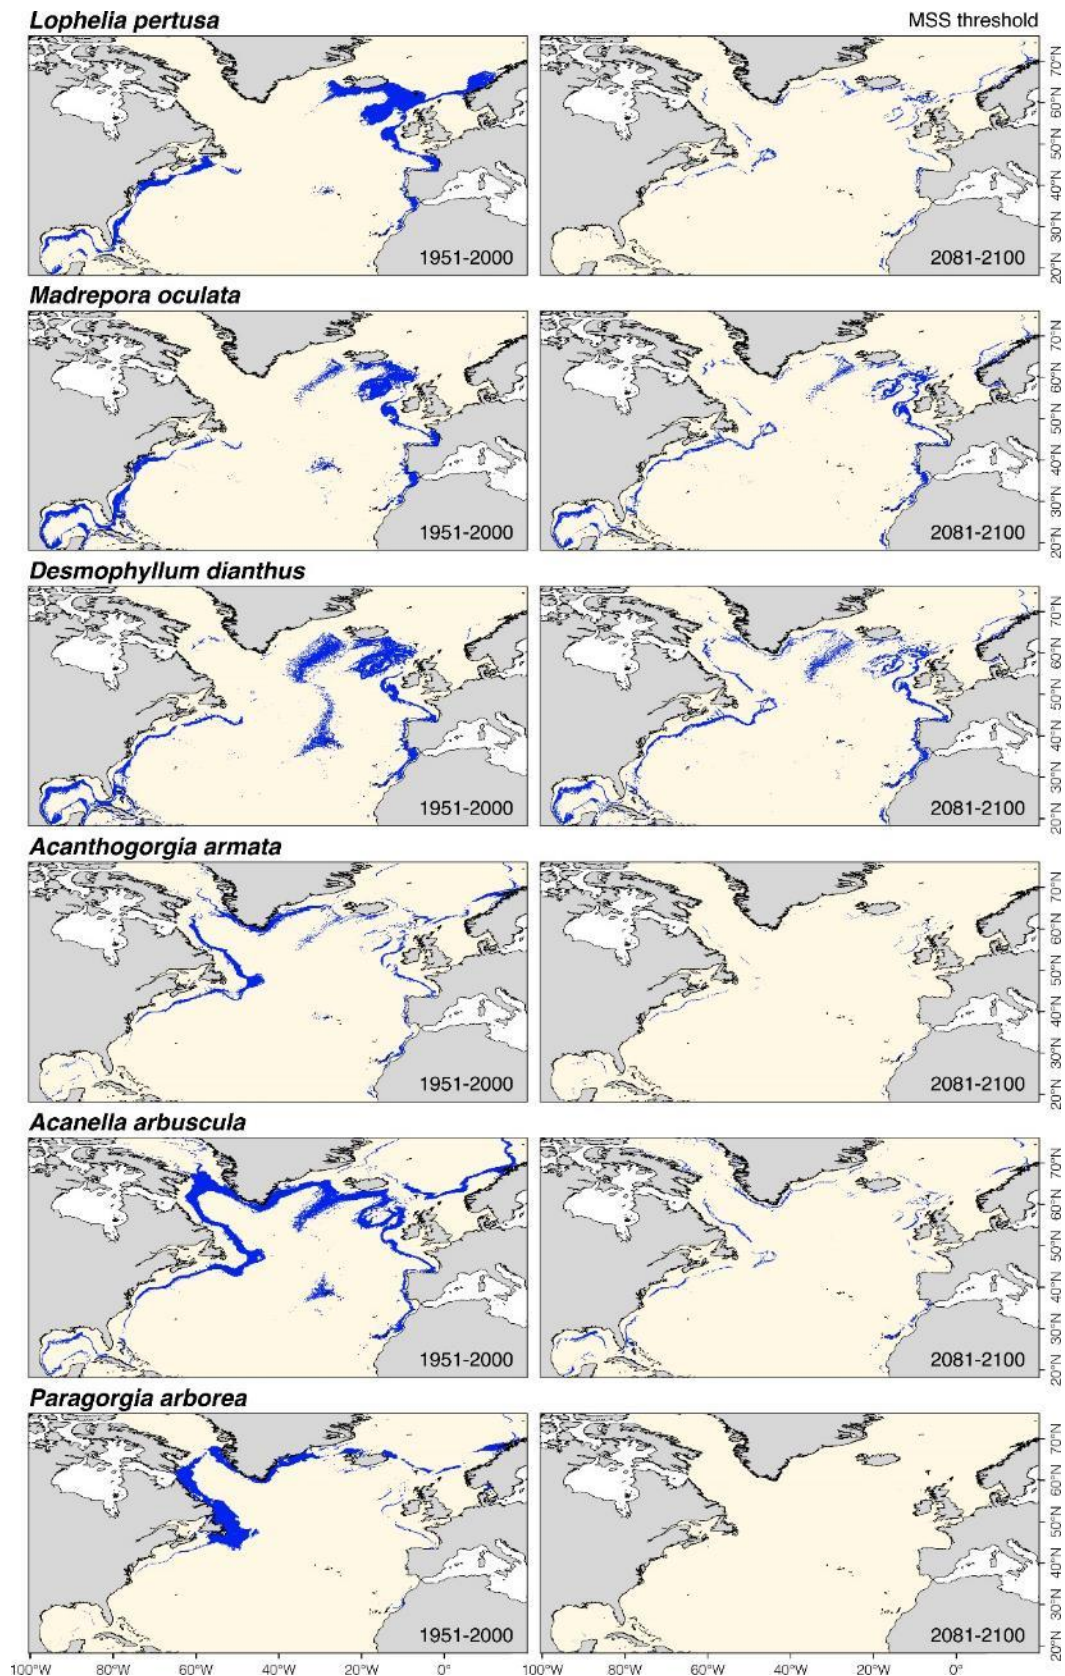 Lophelia pertusa MSS threshold
70°N
60°N
50°N
40°N
30°N
20°N
1951-2000 2081-2100
Madrepora oculata
70°N
60°N
50°N
40°N
30°N
20°N
1951-2000 2081-2100
Desmophyllum dianthus
70°N
60°N
50°N
40°N
30°N
20°N
1951-2000 2081-2100
Acanthogorgia armata
70°N
60°N
50°N
40°N
30°N
20°N
1951-2000 2081-2100
Acanella arbuscula
70°N
60°N
50°N
40°N
30°N
20°N
1951-2000 2081-2100
Paragorgia arborea
70°N
60°N
50°N
40°N
30°N
20°N
1951-2000 2081-2100
100°W 80°W 60°W 40°W 20°W 0° 100°W 80°W 60°W 40°W 20°W 0°